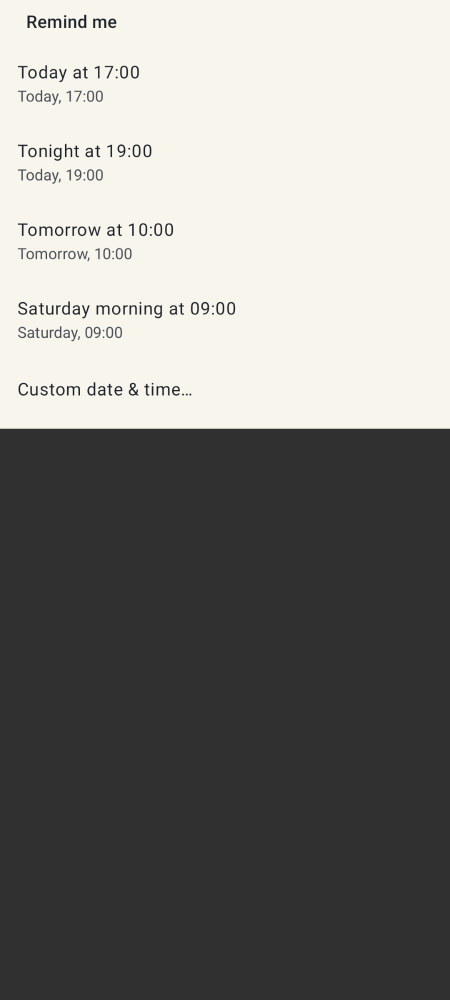 Remind me
Today at 17:00
Today, 17:00
Tonight at 19:00
Today, 19:00
Tomorrow at 10:00
Tomorrow, 10:00
Saturday morning at 09:00
Saturday, 09:00
Custom date & time…